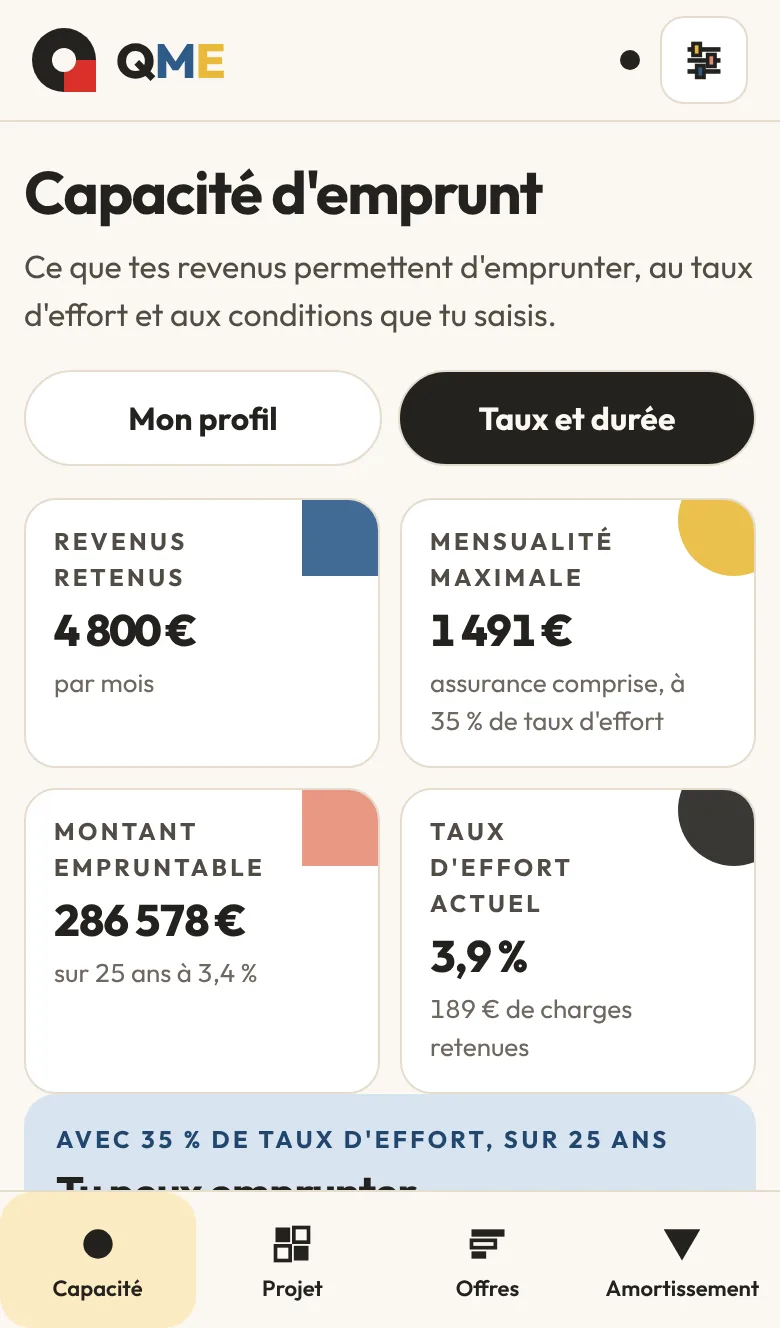 QME
Capacité d'emprunt
Ce que tes revenus permettent d'emprunter, au taux
d'effort et aux conditions que tu saisis.
Mon profil
Taux et durée
REVENUS
RETENUS
4 800 €
par mois
MENSUALITÉ
MAXIMALE
1 491 €
assurance comprise, à
35 % de taux d'effort
MONTANT
EMPRUNTABLE
286 578 €
sur 25 ans à 3,4 %
TAUX
D'EFFORT
ACTUEL
3,9 %
189 € de charges
retenues
AVEC 35 % DE TAUX D'EFFORT, SUR 25 ANS
Tu peux emprunter
Capacité
Projet
Offres
Amortissement